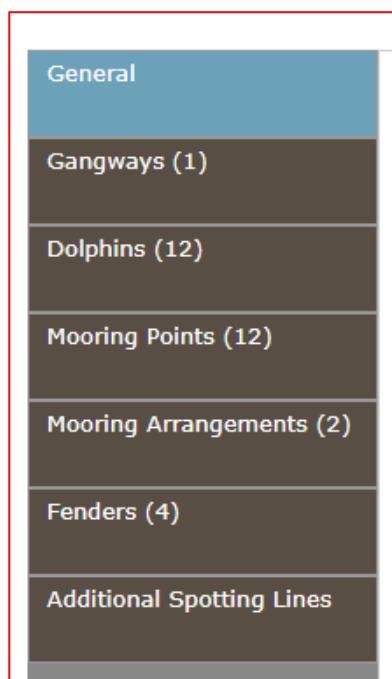 General
Gangways (1)
Dolphins (12)
Mooring Points (12)
Mooring Arrangements (2)
Fenders (4)
Additional Spotting Lines